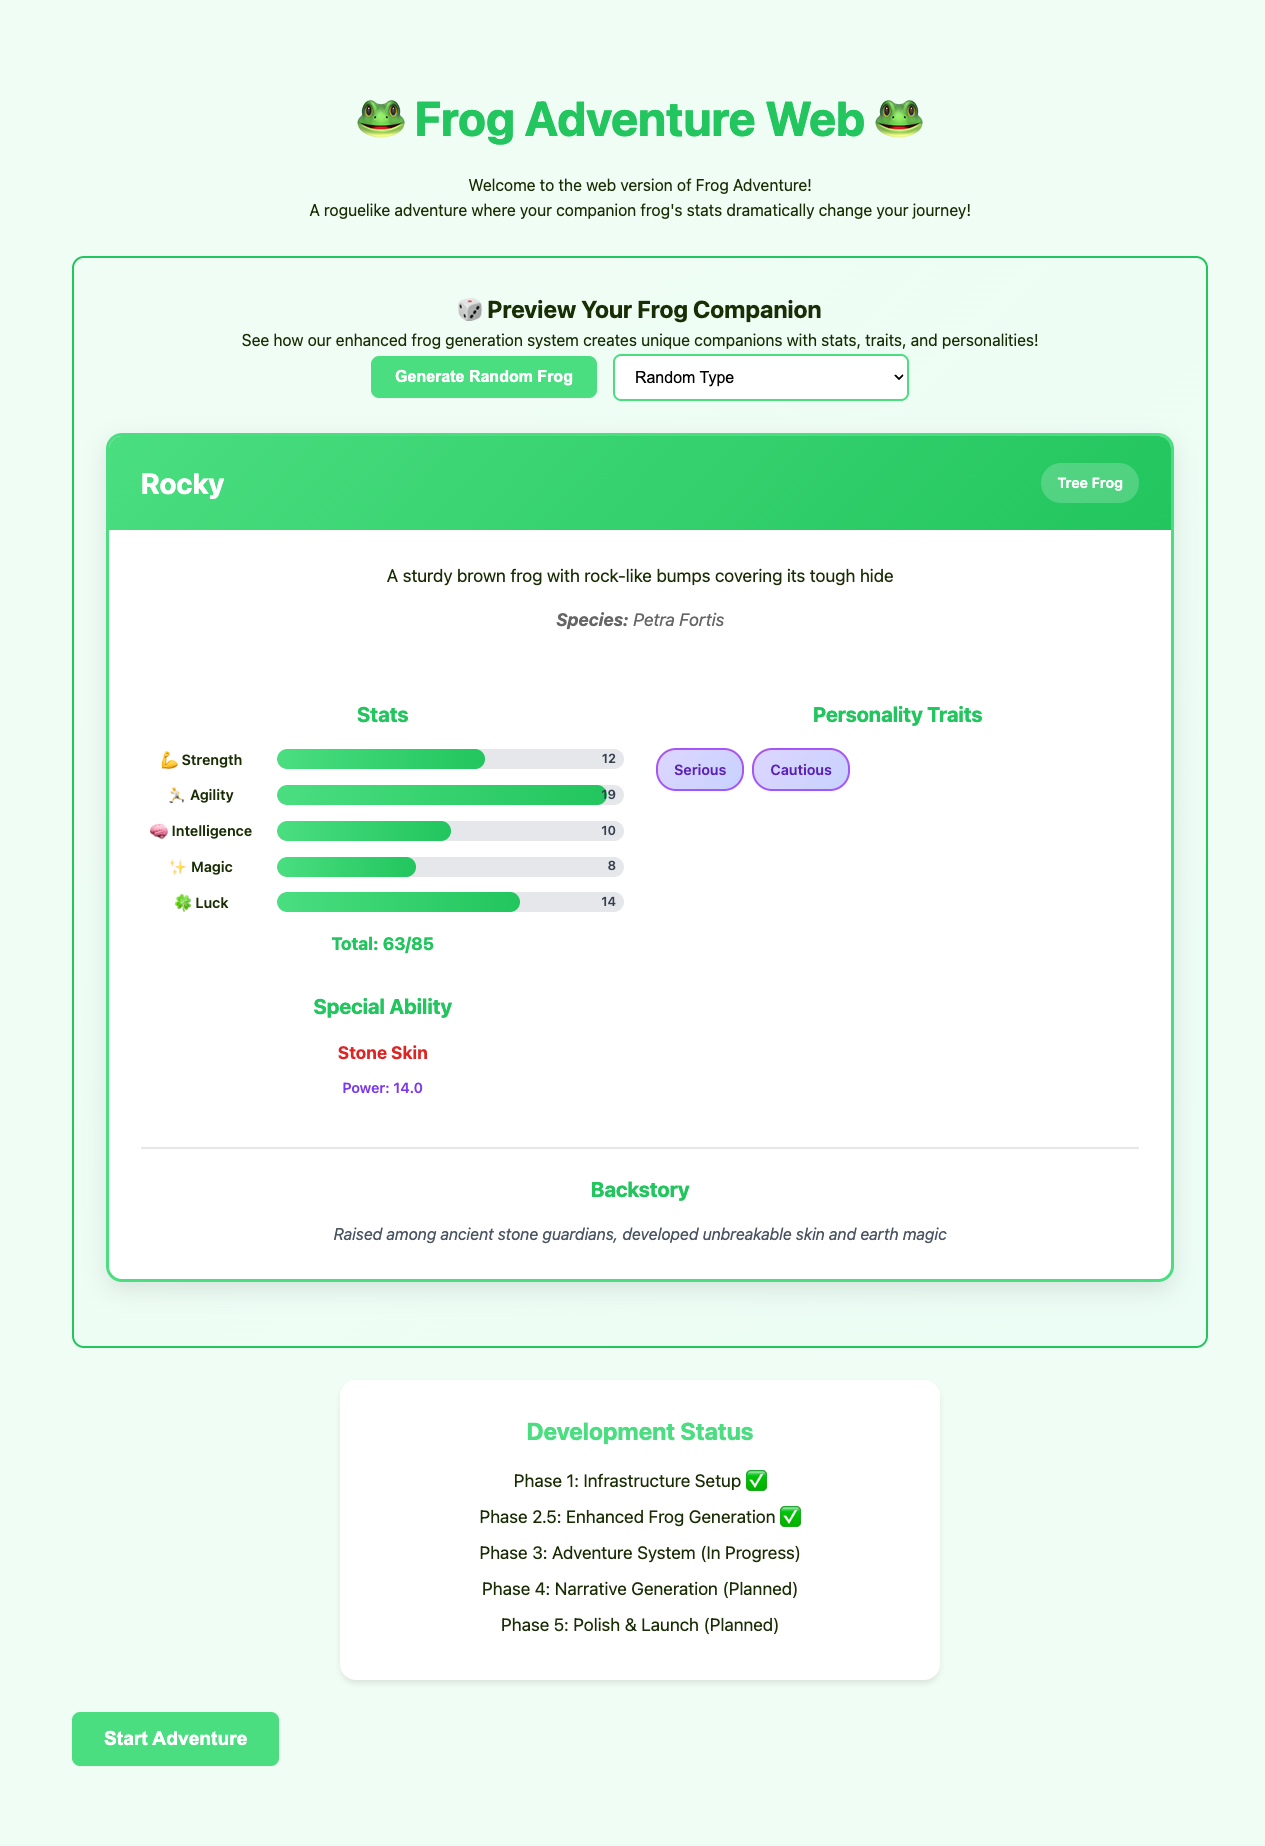 🐸 Frog Adventure Web 🐸
Welcome to the web version of Frog Adventure!
A roguelike adventure where your companion frog's stats dramatically change your journey!
🎲 Preview Your Frog Companion
See how our enhanced frog generation system creates unique companions with stats, traits, and personalities!
Generate Random Frog
Random Type
Rocky
Tree Frog
A sturdy brown frog with rock-like bumps covering its tough hide
Species: Petra Fortis
Stats
💪 Strength 12
🏃 Agility 19
🧠 Intelligence 10
✨ Magic 8
🍀 Luck 14
Total: 63/85
Personality Traits
Serious
Cautious
Special Ability
Stone Skin
Power: 14.0
Backstory
Raised among ancient stone guardians, developed unbreakable skin and earth magic
Development Status
Phase 1: Infrastructure Setup ✅
Phase 2.5: Enhanced Frog Generation ✅
Phase 3: Adventure System (In Progress)
Phase 4: Narrative Generation (Planned)
Phase 5: Polish & Launch (Planned)
Start Adventure